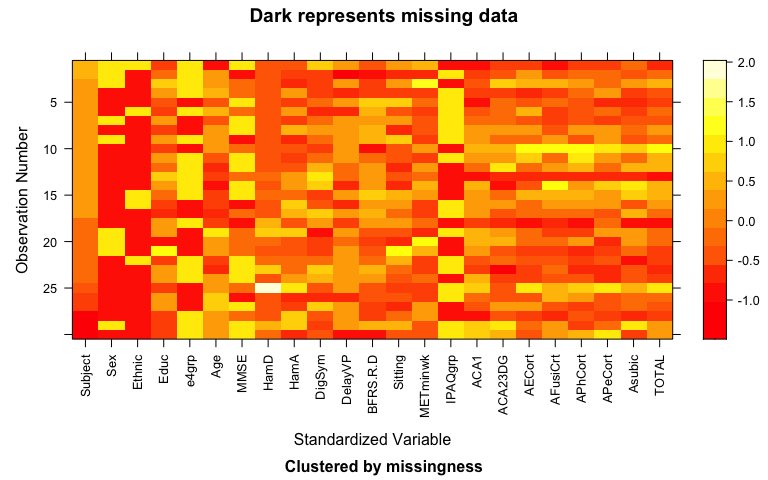 Dark represents missing data
Observation Number
5
10
15
20
25
Subject
Sex
Ethnic
Educ
e4grp
Age
MMSE
HamD
HamA
DigSym
DelayVP
BFRS.R.D
Sitting
METminwk
IPAQgrp
ACA1
ACA23DG
AECort
AFusiCrt
APhCort
APeCort
Asubic
TOTAL
2.0
1.5
1.0
0.5
0.0
-0.5
-1.0
Standardized Variable
Clustered by missingness